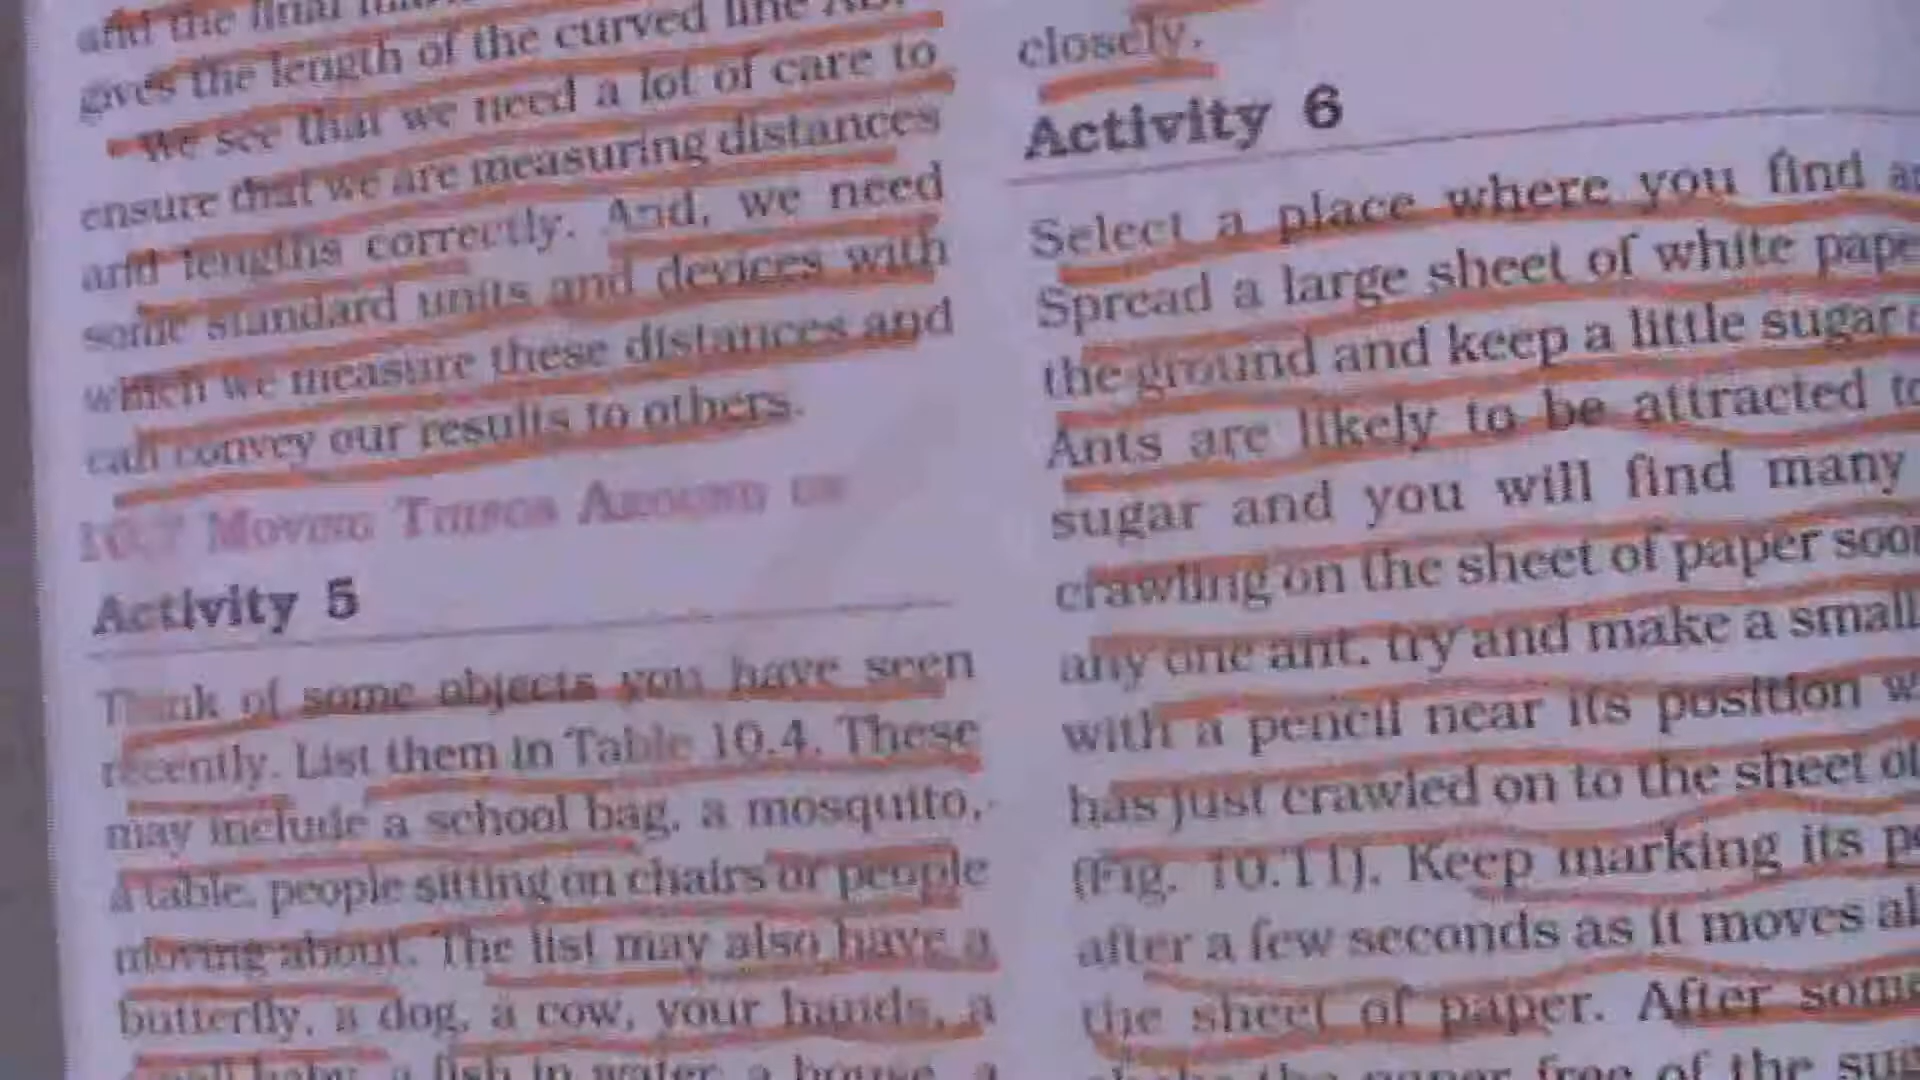 and the final
gives the length of the curved line AB.
We see that we need a lot of care to
ensure that we are measuring distances
and lengths correctly. And, we need
some standard units and devices with
which we measure these distances and
can convey our results to others.
10.7 MOVING THINGS AROUND US
Activity 5
Think of some objects you have seen
recently. List them in Table 10.4. These
may include a school bag, a mosquito,
a table, people sitting on chairs or people
moving about. The list may also have a
butterfly, a dog, a cow, your hands, a
small baby, a fish in water, a house, a
closely.
Activity 6
Select a place where you find
Spread a large sheet of white
the ground and keep a little sugar
Ants are likely to be attracted to
sugar and you will find many
crawling on the sheet of paper
any one ant, try and make a small
with a pencil near its position
has just crawled on to the sheet of
(Fig. 10.11). Keep marking its
after a few seconds as it moves
the sheet of paper. After
the paper free of the